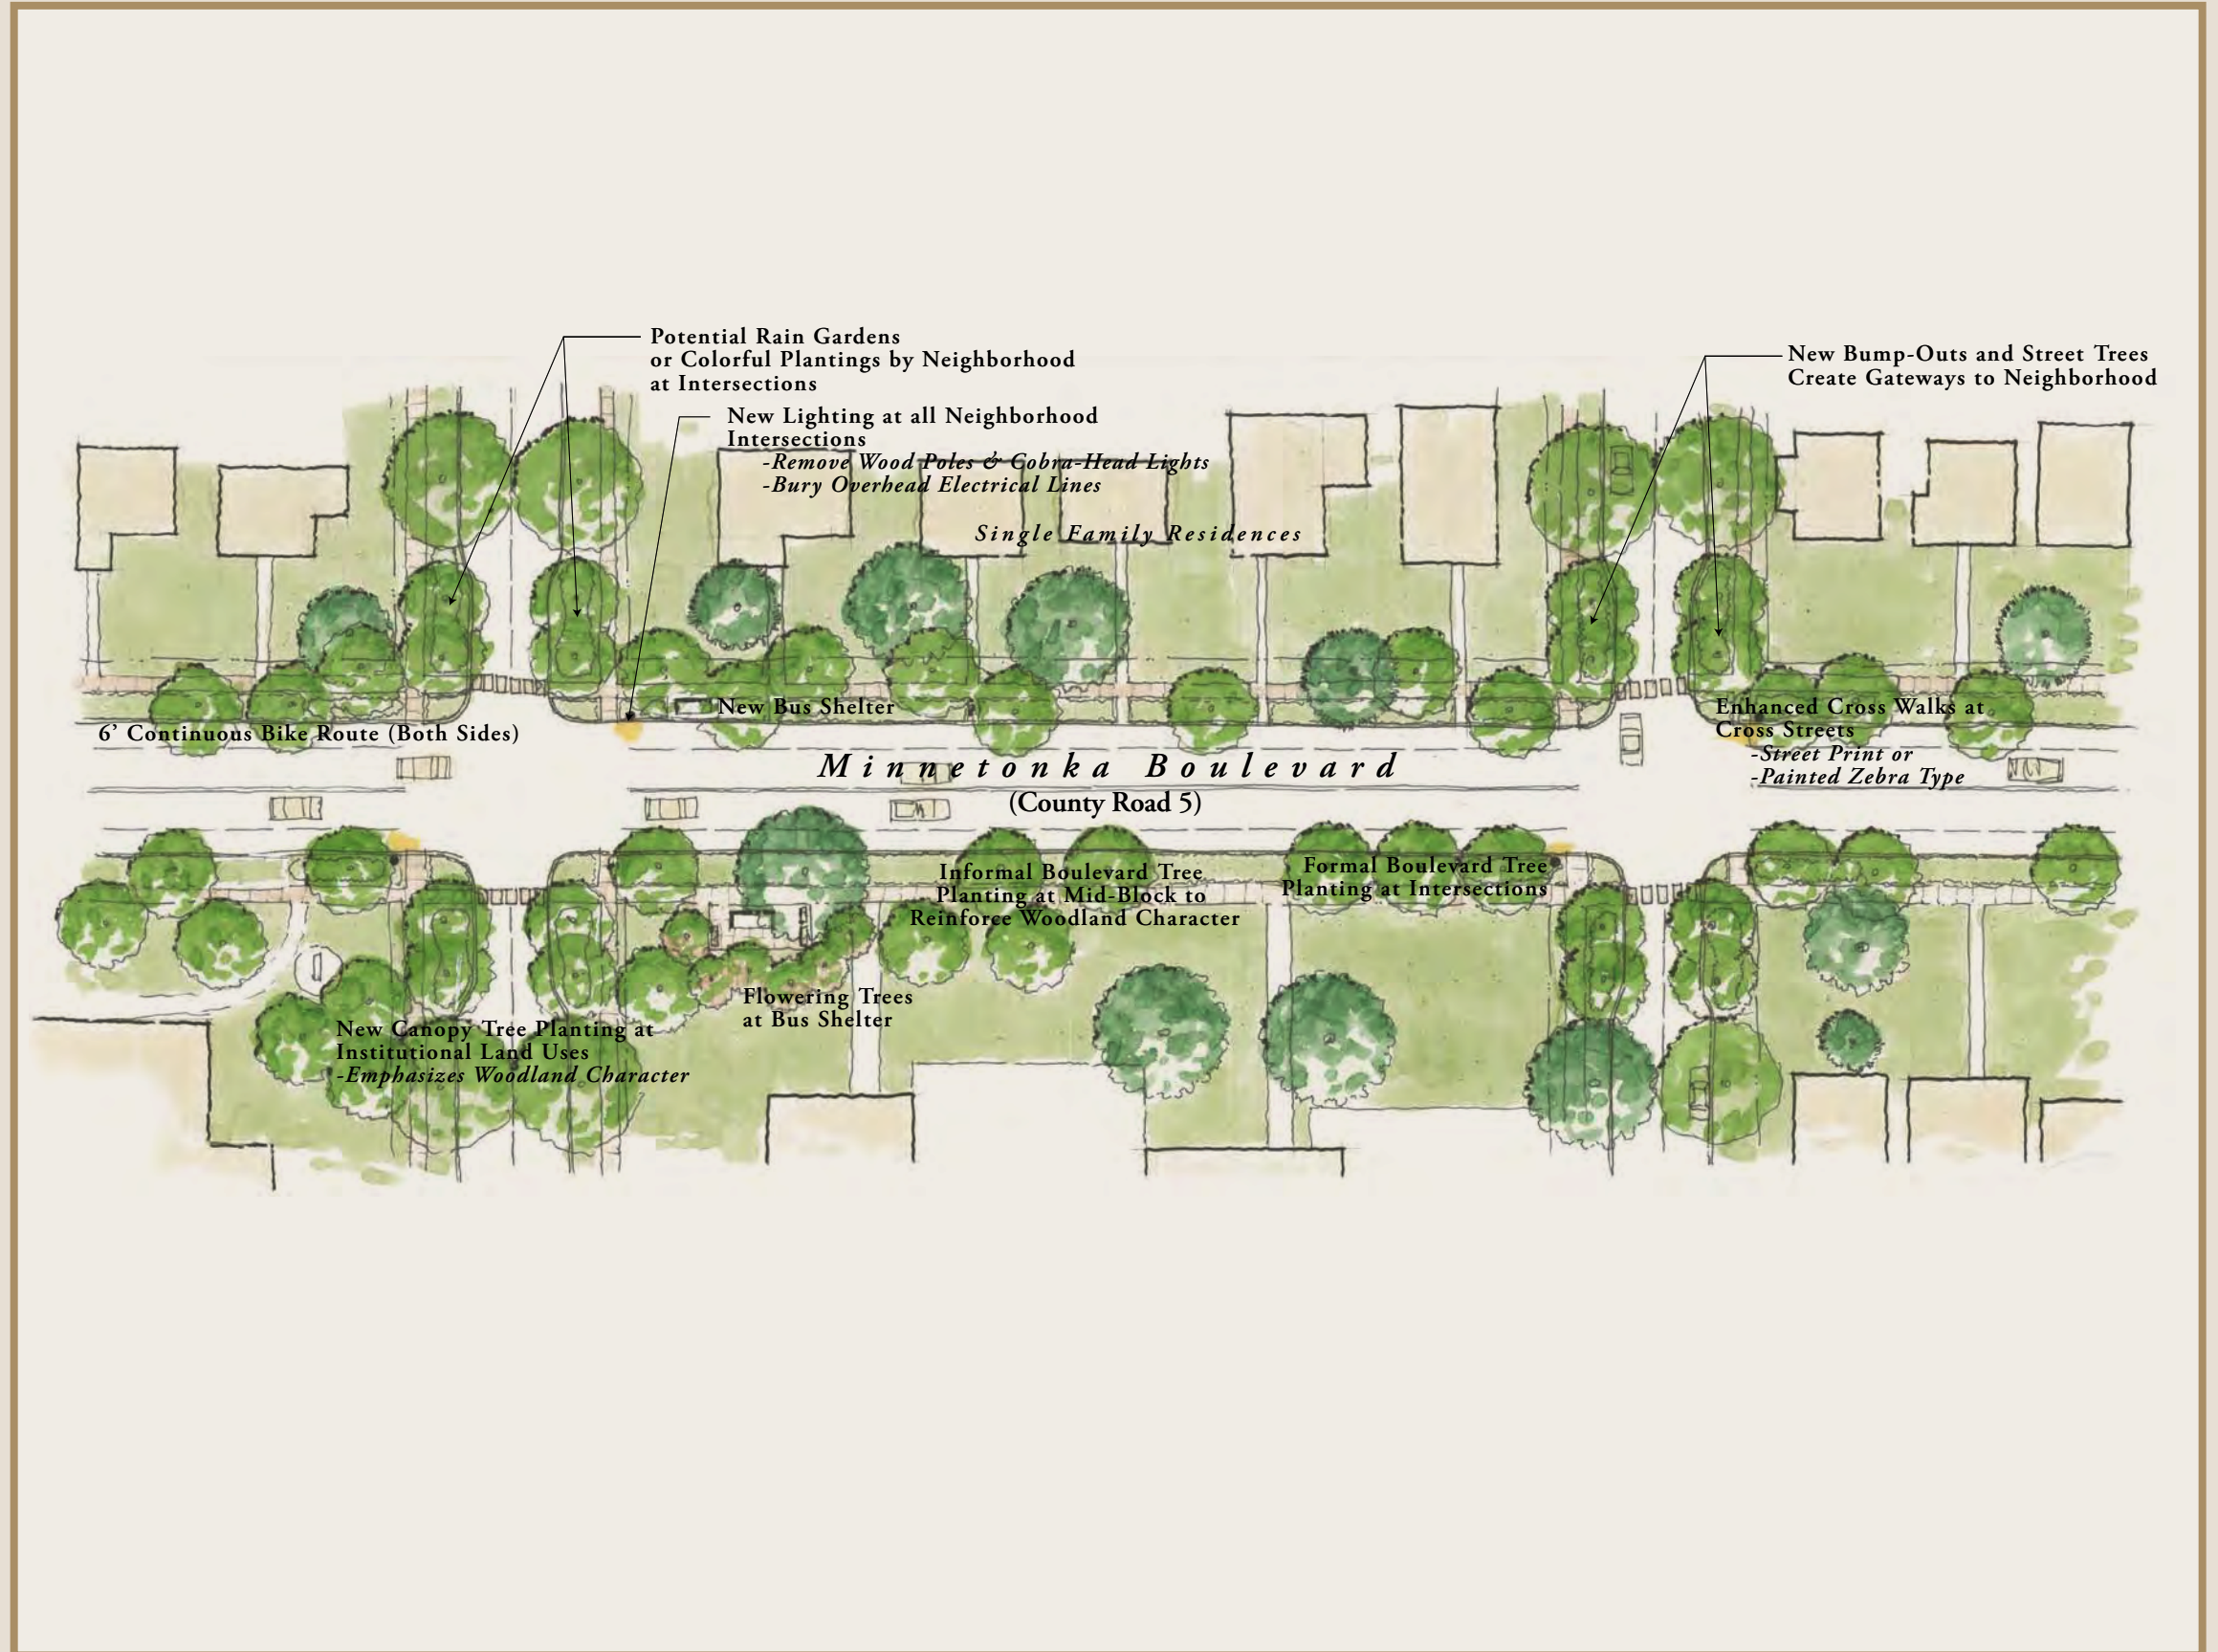 Potential Rain Gardens
or Colorful Plantings by Neighborhood
at Intersections
New Bump-Outs and Street Trees
Create Gateways to Neighborhood
New Lighting at all Neighborhood
Intersections
-Remove Wood Poles & Cobra-Head Lights
-Bury Overhead Electrical Lines
Single Family Residences
New Bus Shelter
Enhanced Cross Walks at
Cross Streets
-Street Print or
-Painted Zebra Type
6’ Continuous Bike Route (Both Sides)
Minnetonka Boulevard
(County Road 5)
Informal Boulevard Tree
Planting at Mid-Block to
Reinforce Woodland Character
Formal Boulevard Tree
Planting at Intersections
Flowering Trees
at Bus Shelter
New Canopy Tree Planting at
Institutional Land Uses
-Emphasizes Woodland Character